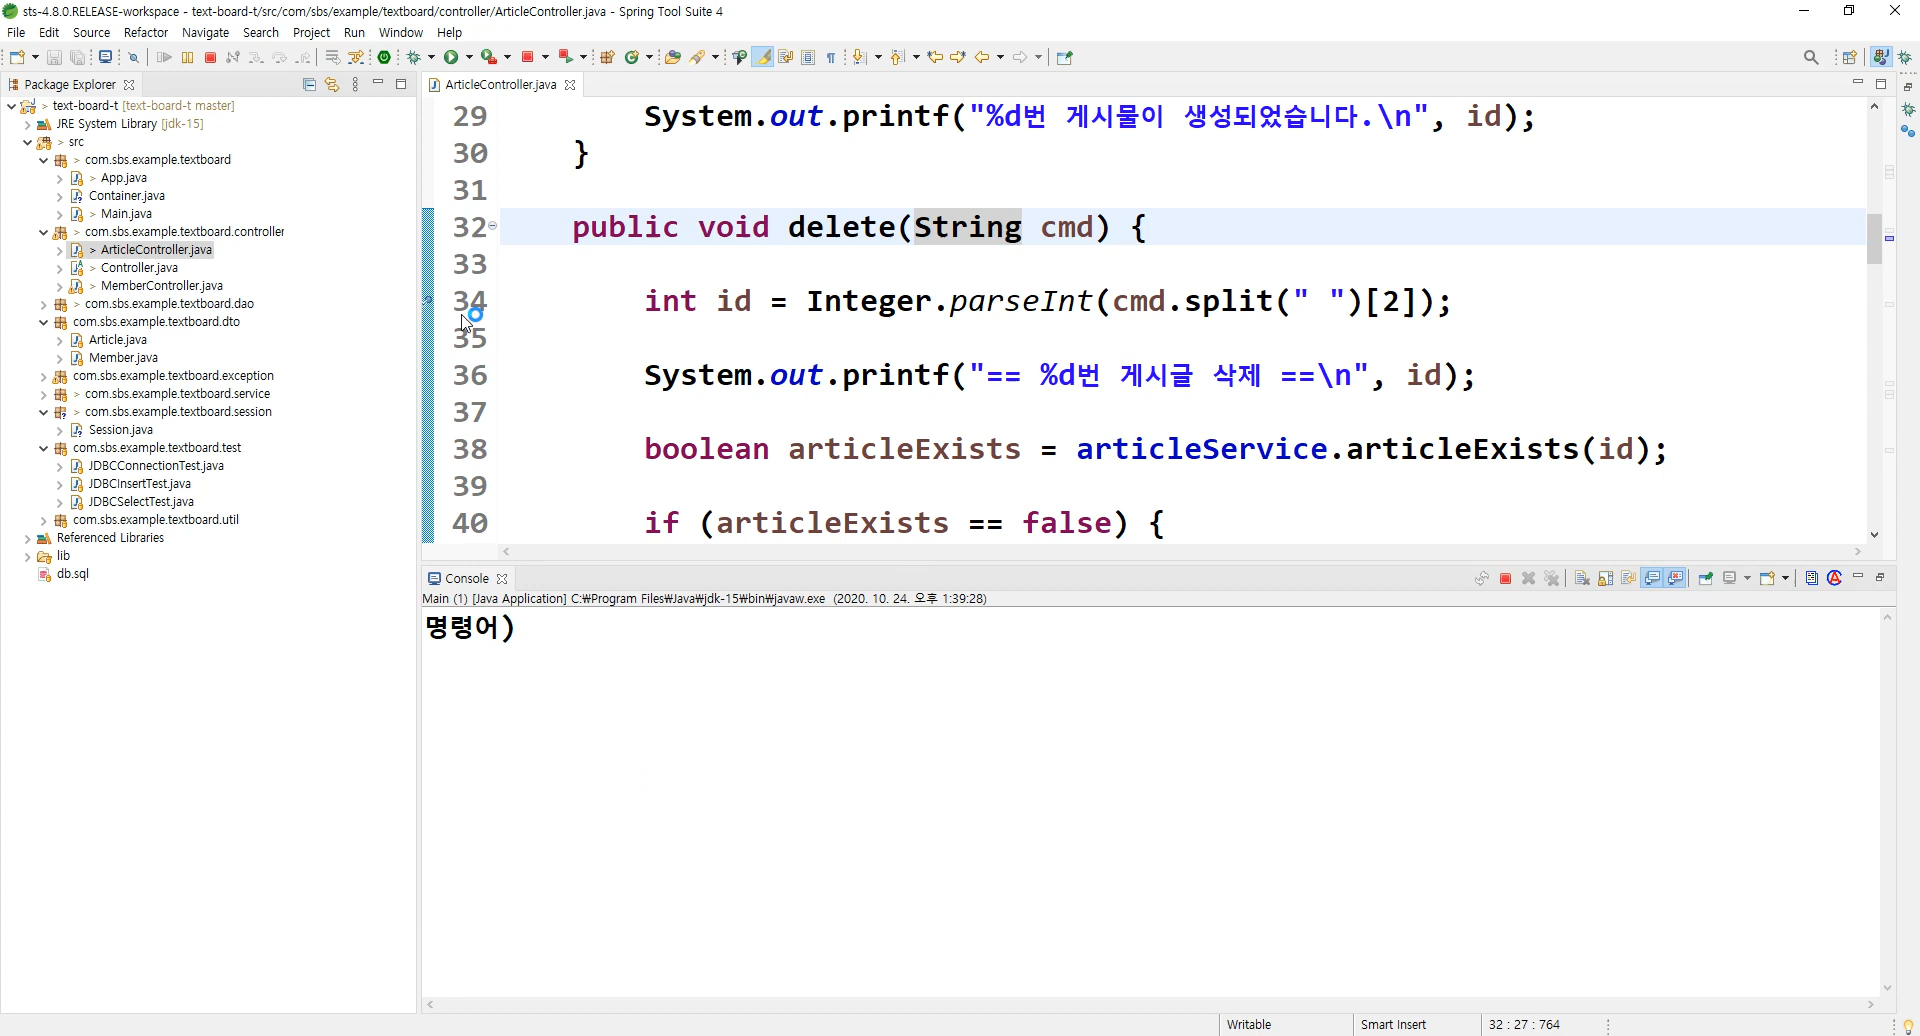 sts-4.8.0.RELEASE-workspace - text-board-t/src/com/sbs/example/textboard/controller/ArticleController.java - Spring Tool Suite 4
File Edit Source Refactor Navigate Search Project Run Window Help
Package Explorer
> text-board-t [text-board-t master]
JRE System Library [jdk-15]
> src
> com.sbs.example.textboard
> App.java
Container.java
> Main.java
> com.sbs.example.textboard.controller
> ArticleController.java
> Controller.java
> MemberController.java
> com.sbs.example.textboard.dao
com.sbs.example.textboard.dto
Article.java
Member.java
com.sbs.example.textboard.exception
> com.sbs.example.textboard.service
> com.sbs.example.textboard.session
Session.java
com.sbs.example.textboard.test
JDBCConnectionTest.java
JDBCInsertTest.java
JDBCSelectTest.java
com.sbs.example.textboard.util
Referenced Libraries
lib
db.sql
ArticleController.java
29 System.out.printf("%d번 게시물이 생성되었습니다.\n", id);
30 }
31
32 public void delete(String cmd) {
33
34 int id = Integer.parseInt(cmd.split(" ")[2]);
35
36 System.out.printf("== %d번 게시글 삭제 ==\n", id);
37
38 boolean articleExists = articleService.articleExists(id);
39
40 if (articleExists == false) {
Console
Main (1) [Java Application] C:₩Program Files₩Java₩jdk-15₩bin₩javaw.exe (2020. 10. 24. 오후 1:39:28)
명령어)
Writable Smart Insert 32 : 27 : 764